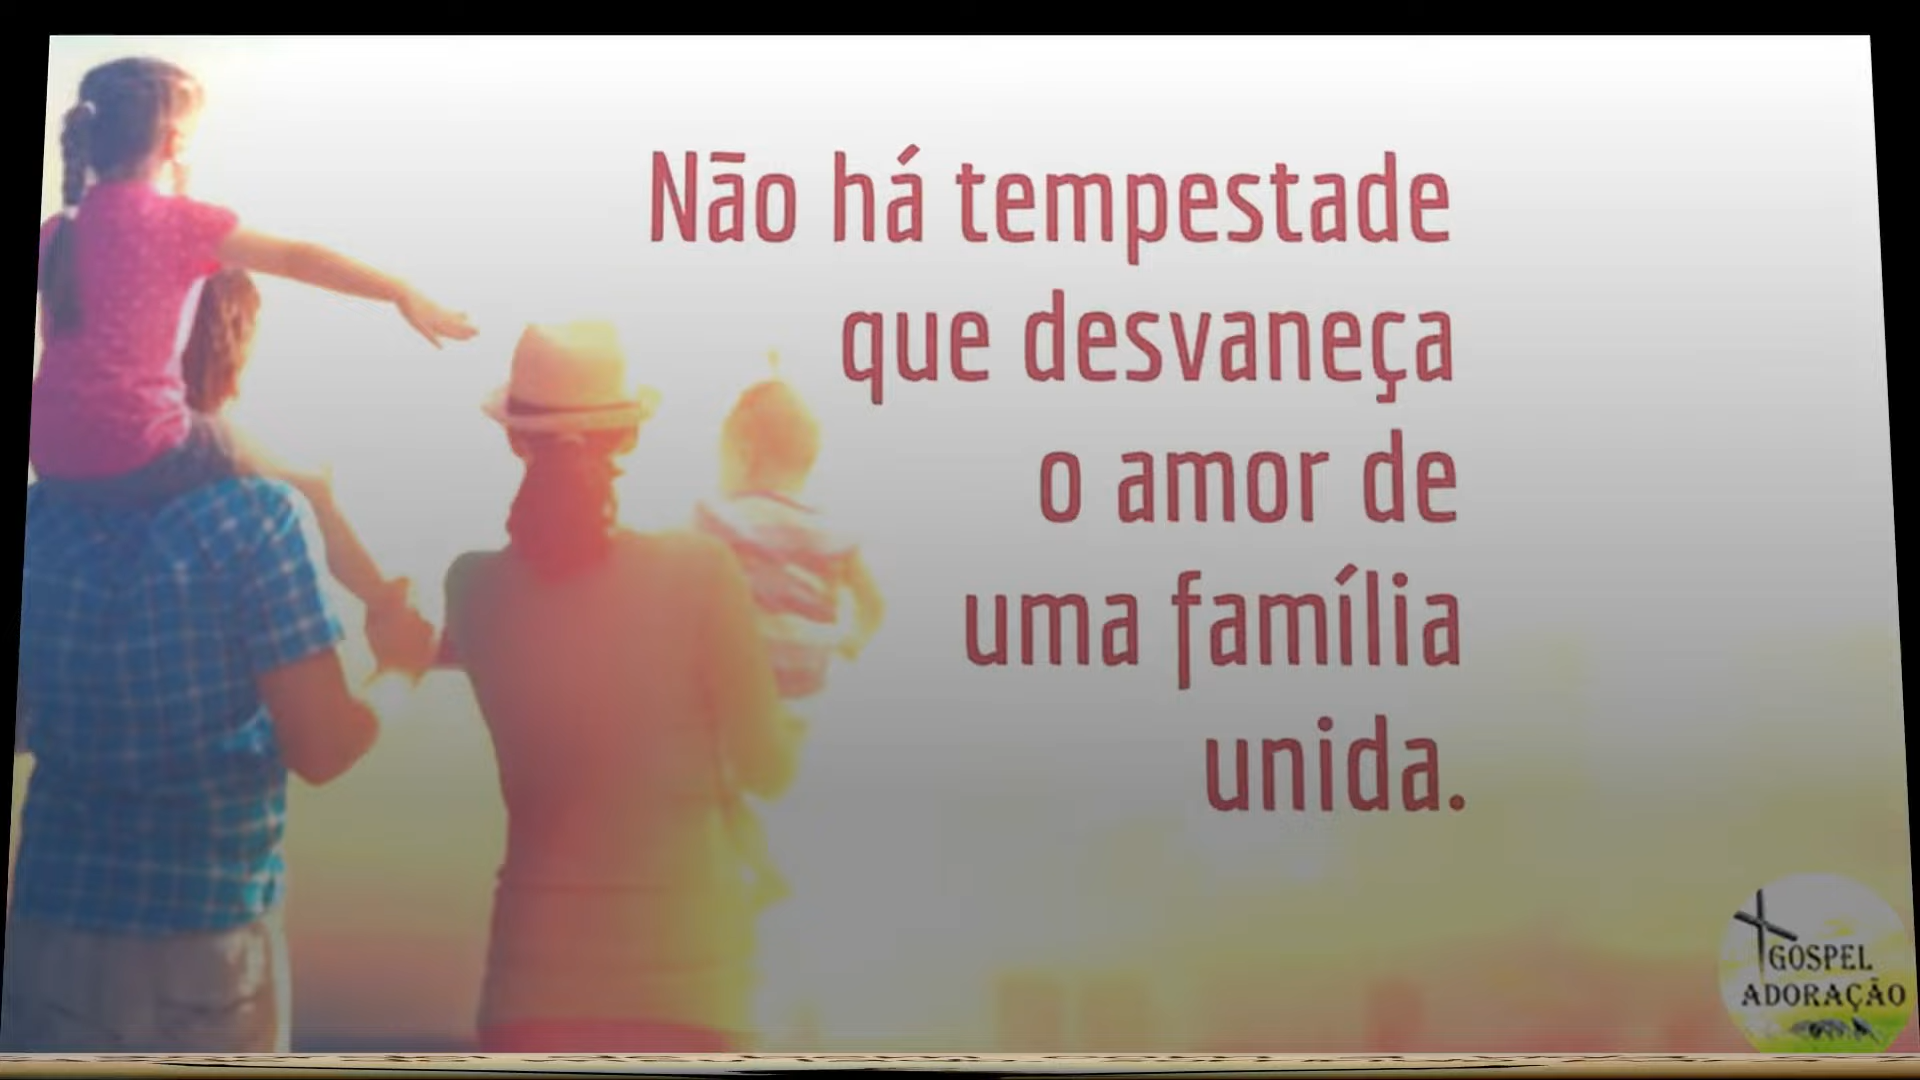 Não há tempestade
que desvaneça
o amor de
uma família
unida.
GOSPEL
ADORAÇÃO